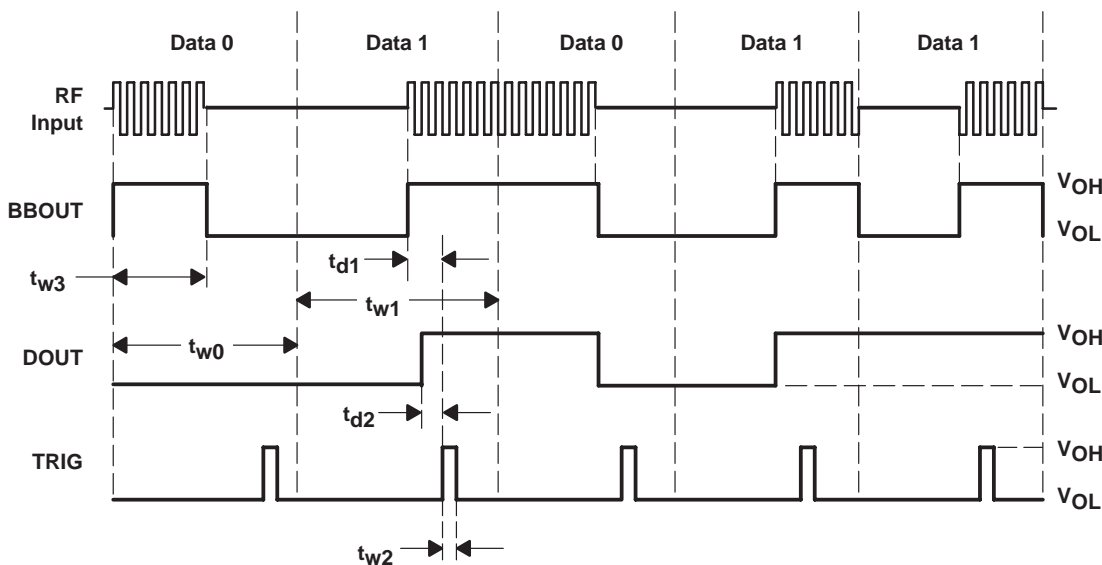 Data 0 Data 1 Data 0 Data 1 Data 1
RF
Input
VOH
BBOUT
VOL
td1
tw3
tw1
VOH
tw0
DOUT
VOL
td2
VOH
TRIG
VOL
tw2